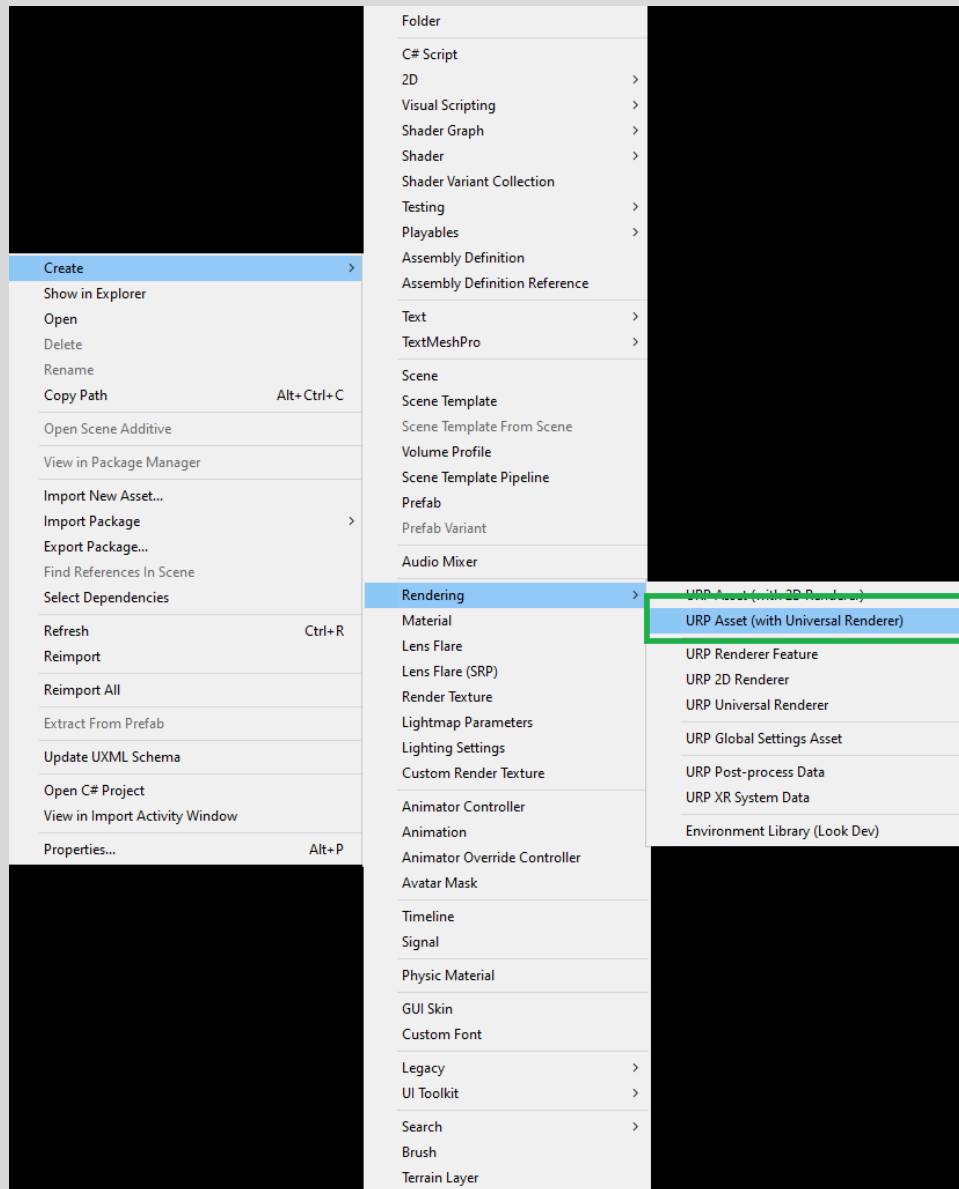 Create
Show in Explorer
Open
Delete
Rename
Copy Path Alt+Ctrl+C
Open Scene Additive
View in Package Manager
Import New Asset...
Import Package
Export Package...
Find References In Scene
Select Dependencies
Refresh Ctrl+R
Reimport
Reimport All
Extract From Prefab
Update UXML Schema
Open C# Project
View in Import Activity Window
Properties... Alt+P
Folder
C# Script
2D
Visual Scripting
Shader Graph
Shader
Shader Variant Collection
Testing
Playables
Assembly Definition
Assembly Definition Reference
Text
TextMeshPro
Scene
Scene Template
Scene Template From Scene
Volume Profile
Scene Template Pipeline
Prefab
Prefab Variant
Audio Mixer
Rendering
Material
Lens Flare
Lens Flare (SRP)
Render Texture
Lightmap Parameters
Lighting Settings
Custom Render Texture
Animator Controller
Animation
Animator Override Controller
Avatar Mask
Timeline
Signal
Physic Material
GUI Skin
Custom Font
Legacy
UI Toolkit
Search
Brush
Terrain Layer
URP Asset (with 2D Renderer)
URP Asset (with Universal Renderer)
URP Renderer Feature
URP 2D Renderer
URP Universal Renderer
URP Global Settings Asset
URP Post-process Data
URP XR System Data
Environment Library (Look Dev)